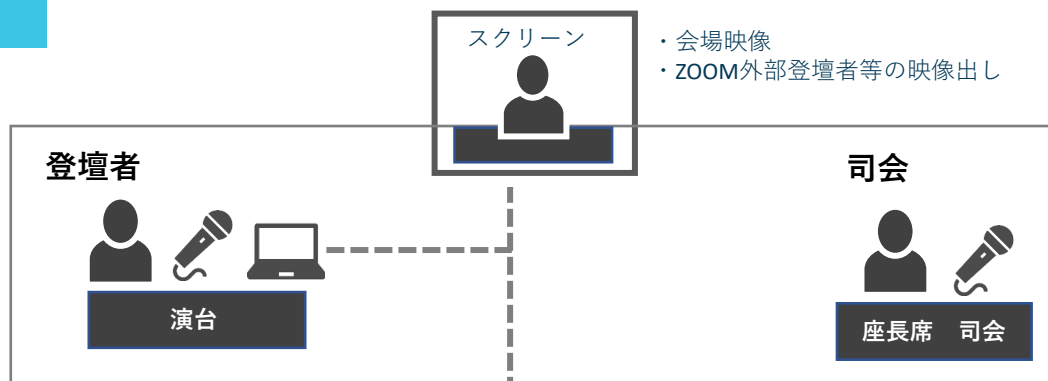 スクリーン
・会場映像
・ZOOM外部登壇者等の映像出し
登壇者
司会
演台
座長席　司会